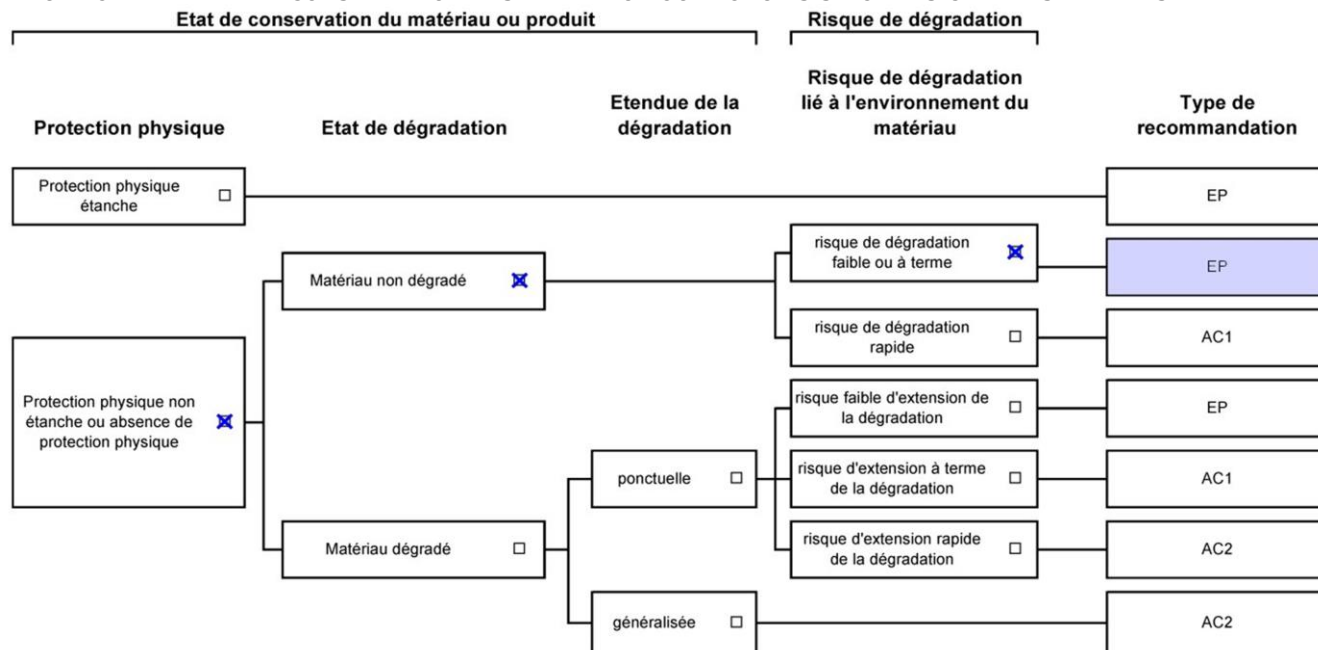 Etat de conservation du matériau ou produit
Risque de dégradation
Protection physique
Etat de dégradation
Etendue de la
dégradation
Risque de dégradation
lié à l'environnement du
matériau
Type de
recommandation
Protection physique
étanche
EP
risque de dégradation
faible ou à terme
EP
Matériau non dégradé
risque de dégradation
rapide
AC1
Protection physique non
étanche ou absence de
protection physique
risque faible d'extension de
la dégradation
EP
ponctuelle
risque d'extension à terme
de la dégradation
AC1
Matériau dégradé
risque d'extension rapide
de la dégradation
AC2
généralisée
AC2